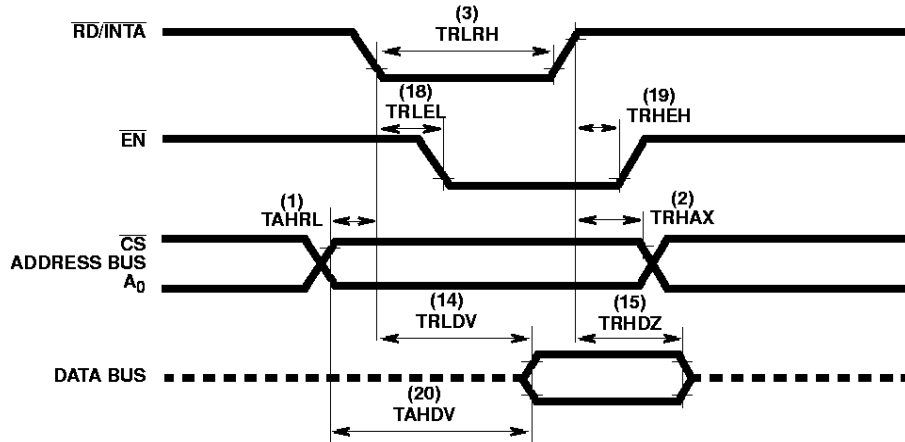 (3)
RD/INTA
TRLRH
(18)
TRLEL
(19)
TRHEH
EN
(1)
TAHRL
(2)
TRHAX
CS
ADDRESS BUS
A0
(14)
TRLDV
(15)
TRHDZ
DATA BUS
(20)
TAHDV